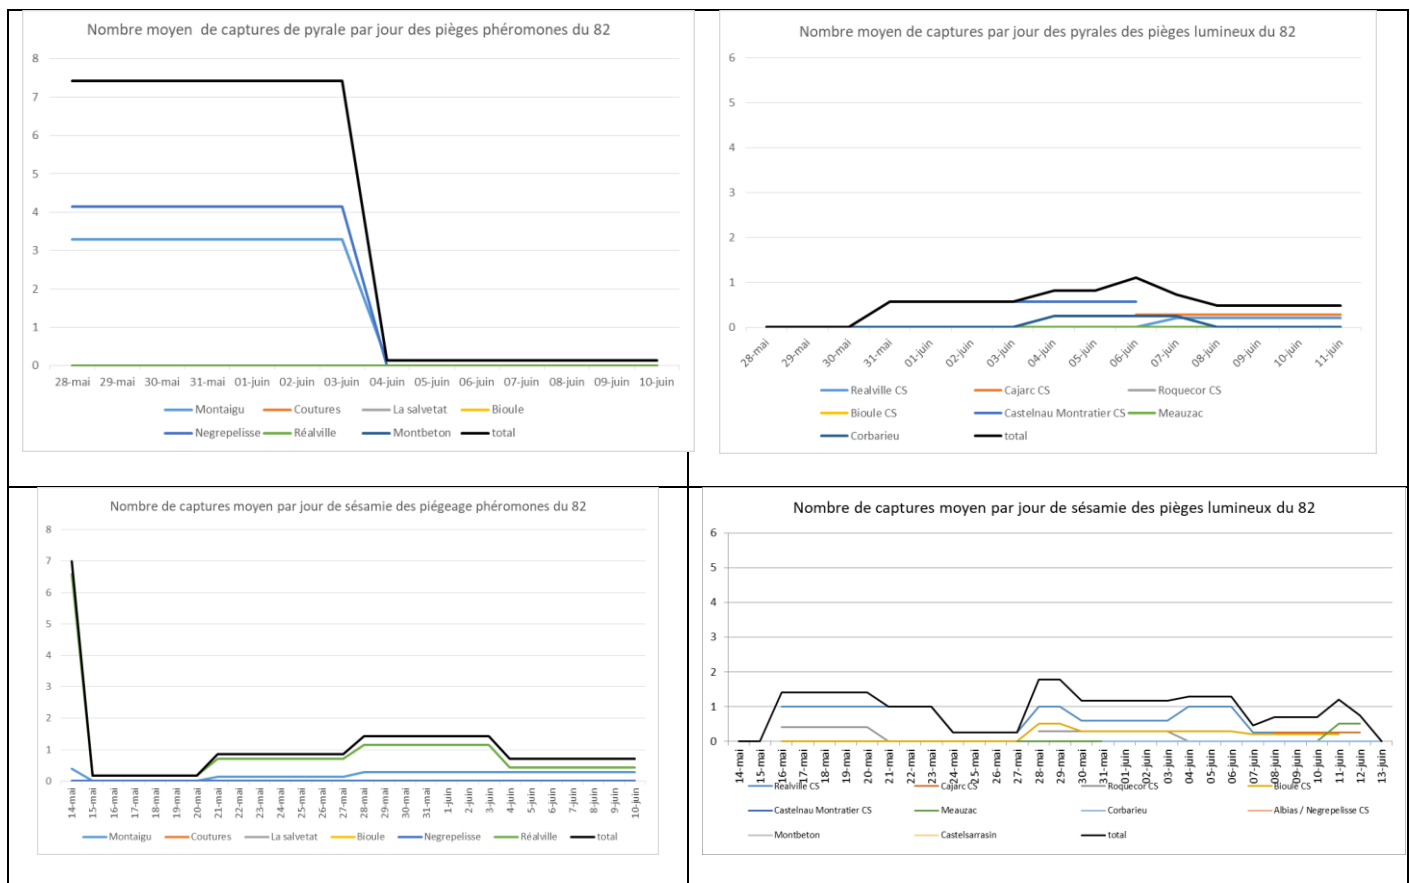 Nombre moyen de captures de pyrale par jour des pièges phéromones du 82
8
7
6
5
4
3
2
1
0
28-mai 29-mai 30-mai 31-mai 01-juin 02-juin 03-juin 04-juin 05-juin 06-juin 07-juin 08-juin 09-juin 10-juin
Montaigu Coutures La salvetat Bioule
Negrepelisse Réalville Montbeton total
Nombre moyen de captures par jour des pyrales des pièges lumineux du 82
6
5
4
3
2
1
0
28-mai 29-mai 30-mai 31-mai 01-juin 02-juin 03-juin 04-juin 05-juin 06-juin 07-juin 08-juin 09-juin 10-juin 11-juin
Realville CS Cajarc CS Roquecor CS
Bioule CS Castelnau Montratier CS Meauzac
Corbarieu total
Nombre de captures moyen par jour de sésamie des piégeage phéromones du 82
8
7
6
5
4
3
2
1
0
14-mai 15-mai 16-mai 17-mai 18-mai 19-mai 20-mai 21-mai 22-mai 23-mai 24-mai 25-mai 26-mai 27-mai 28-mai 29-mai 30-mai 31-mai 1-juin 2-juin 3-juin 4-juin 5-juin 6-juin 7-juin 8-juin 9-juin 10-juin
Montaigu Coutures La salvetat Bioule Negrepelisse Réalville total
Nombre de captures moyen par jour de sésamie des pièges lumineux du 82
6
5
4
3
2
1
0
14-mai 15-mai 16-mai 17-mai 18-mai 19-mai 20-mai 21-mai 22-mai 23-mai 24-mai 25-mai 26-mai 27-mai 28-mai 29-mai 30-mai 31-mai 01-juin 02-juin 03-juin 04-juin 05-juin 06-juin 07-juin 08-juin 09-juin 10-juin 11-juin 12-juin 13-juin
Realville CS Cajarc CS Roquecor CS Bioule CS
Castelnau Montratier CS Meauzac Corbarieu Albias / Negrepelisse CS
Montbeton Castelsarrasin total